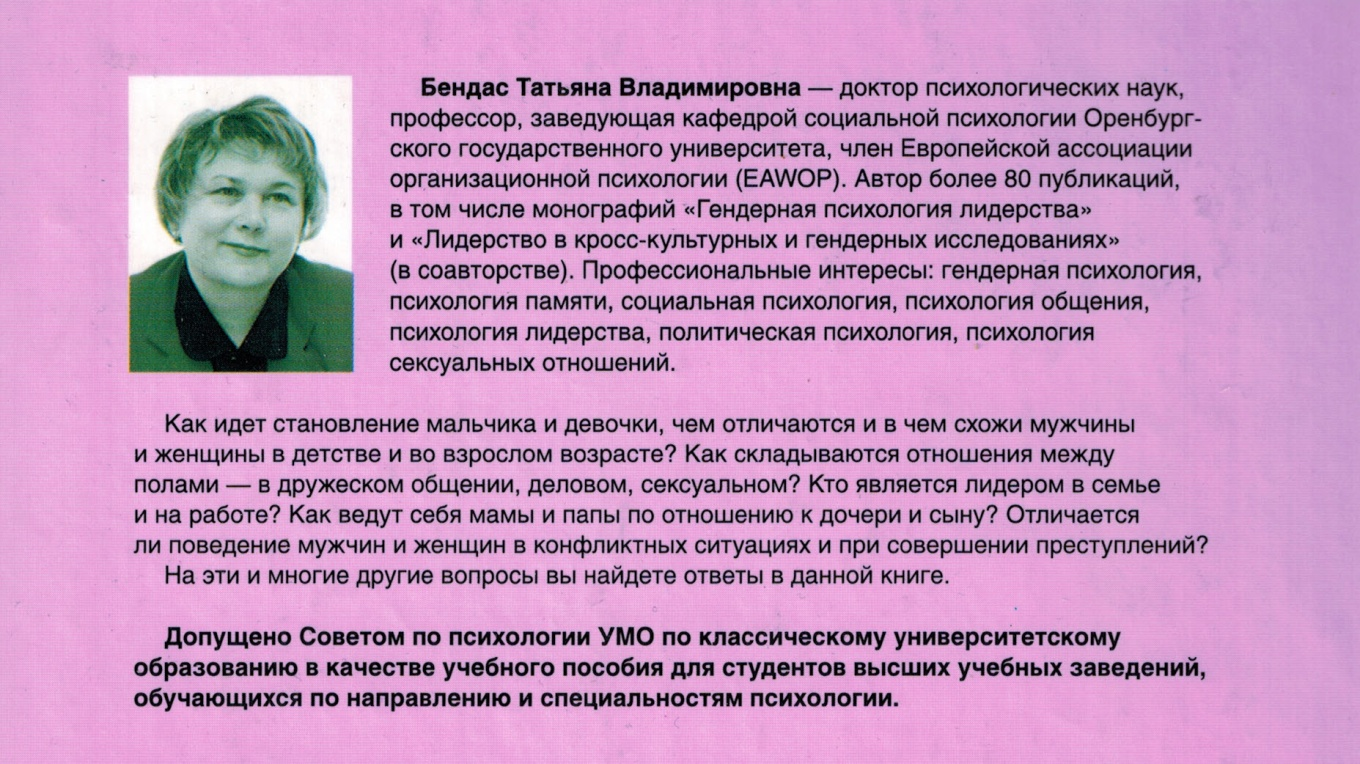 Бендас Татьяна Владимировна — доктор психологических наук,
профессор, заведующая кафедрой социальной психологии Оренбург-
ского государственного университета, член Европейской ассоциации
организационной психологии (EAWOP). Автор более 80 публикаций,
в том числе монографий «Гендерная психология лидерства»
и «Лидерство в кросс-культурных и гендерных исследованиях»
(в соавторстве). Профессиональные интересы: гендерная психология,
психология памяти, социальная психология, психология общения,
психология лидерства, политическая психология, психология
сексуальных отношений.
Как идет становление мальчика и девочки, чем отличаются и в чем схожи мужчины
и женщины в детстве и во взрослом возрасте? Как складываются отношения между
полами — в дружеском общении, деловом, сексуальном? Кто является лидером в семье
и на работе? Как ведут себя мамы и папы по отношению к дочери и сыну? Отличается
ли поведение мужчин и женщин в конфликтных ситуациях и при совершении преступлений?
На эти и многие другие вопросы вы найдете ответы в данной книге.
Допущено Советом по психологии УМО по классическому университетскому
образованию в качестве учебного пособия для студентов высших учебных заведений,
обучающихся по направлению и специальностям психологии.